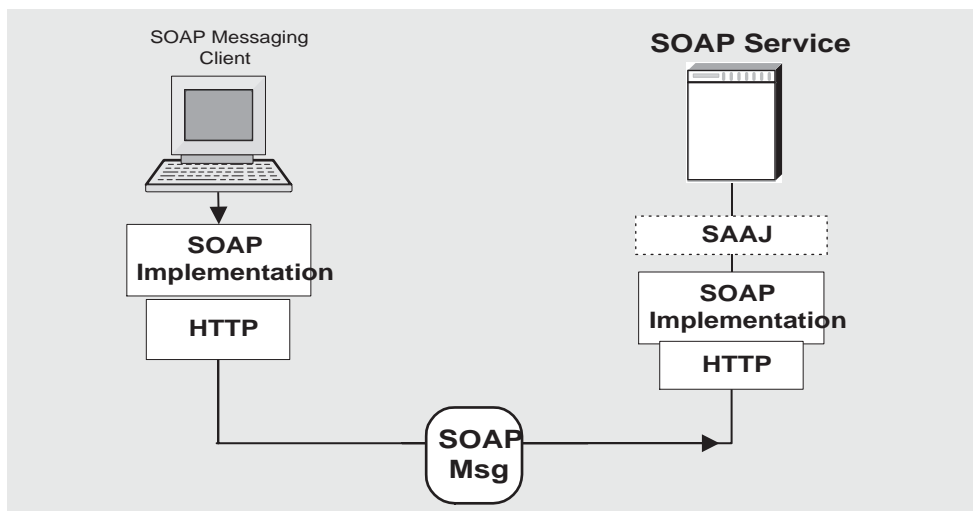 SOAP Messaging
Client
SOAP
Implementation
HTTP
SOAP Service
SAAJ
SOAP
Implementation
HTTP
SOAP
Msg